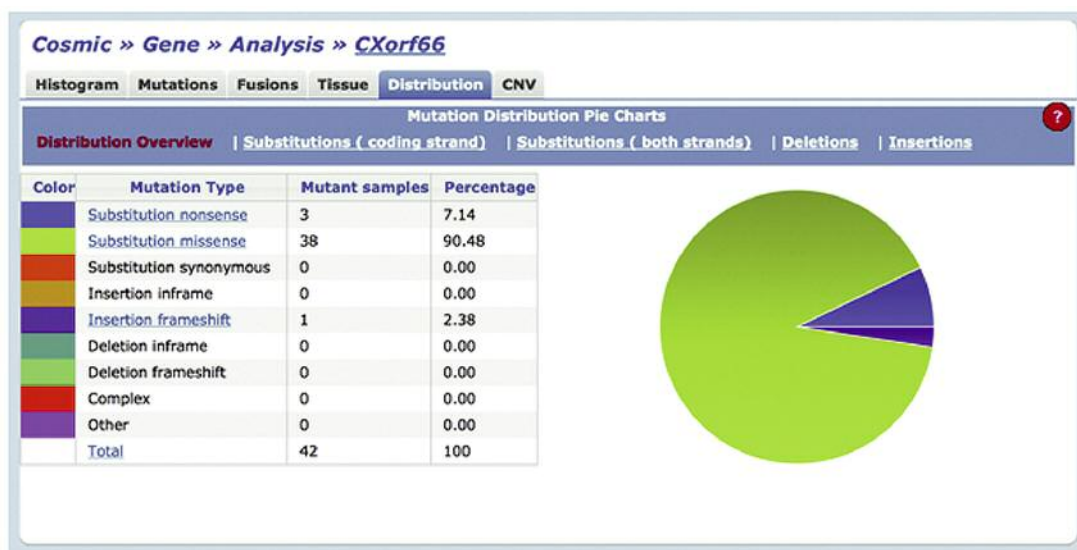 Cosmic » Gene » Analysis » CXorf66
Histogram Mutations Fusions Tissue Distribution CNV
Mutation Distribution Pie Charts
?
Distribution Overview | Substitutions ( coding strand) | Substitutions ( both strands) | Deletions | Insertions
Color Mutation Type Mutant samples Percentage
Substitution nonsense 3 7.14
Substitution missense 38 90.48
Substitution synonymous 0 0.00
Insertion inframe 0 0.00
Insertion frameshift 1 2.38
Deletion inframe 0 0.00
Deletion frameshift 0 0.00
Complex 0 0.00
Other 0 0.00
Total 42 100